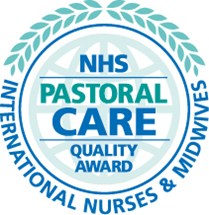 NHS
PASTORAL
CARE
QUALITY
AWARD
INTERNATIONAL NURSES & MIDWIVES